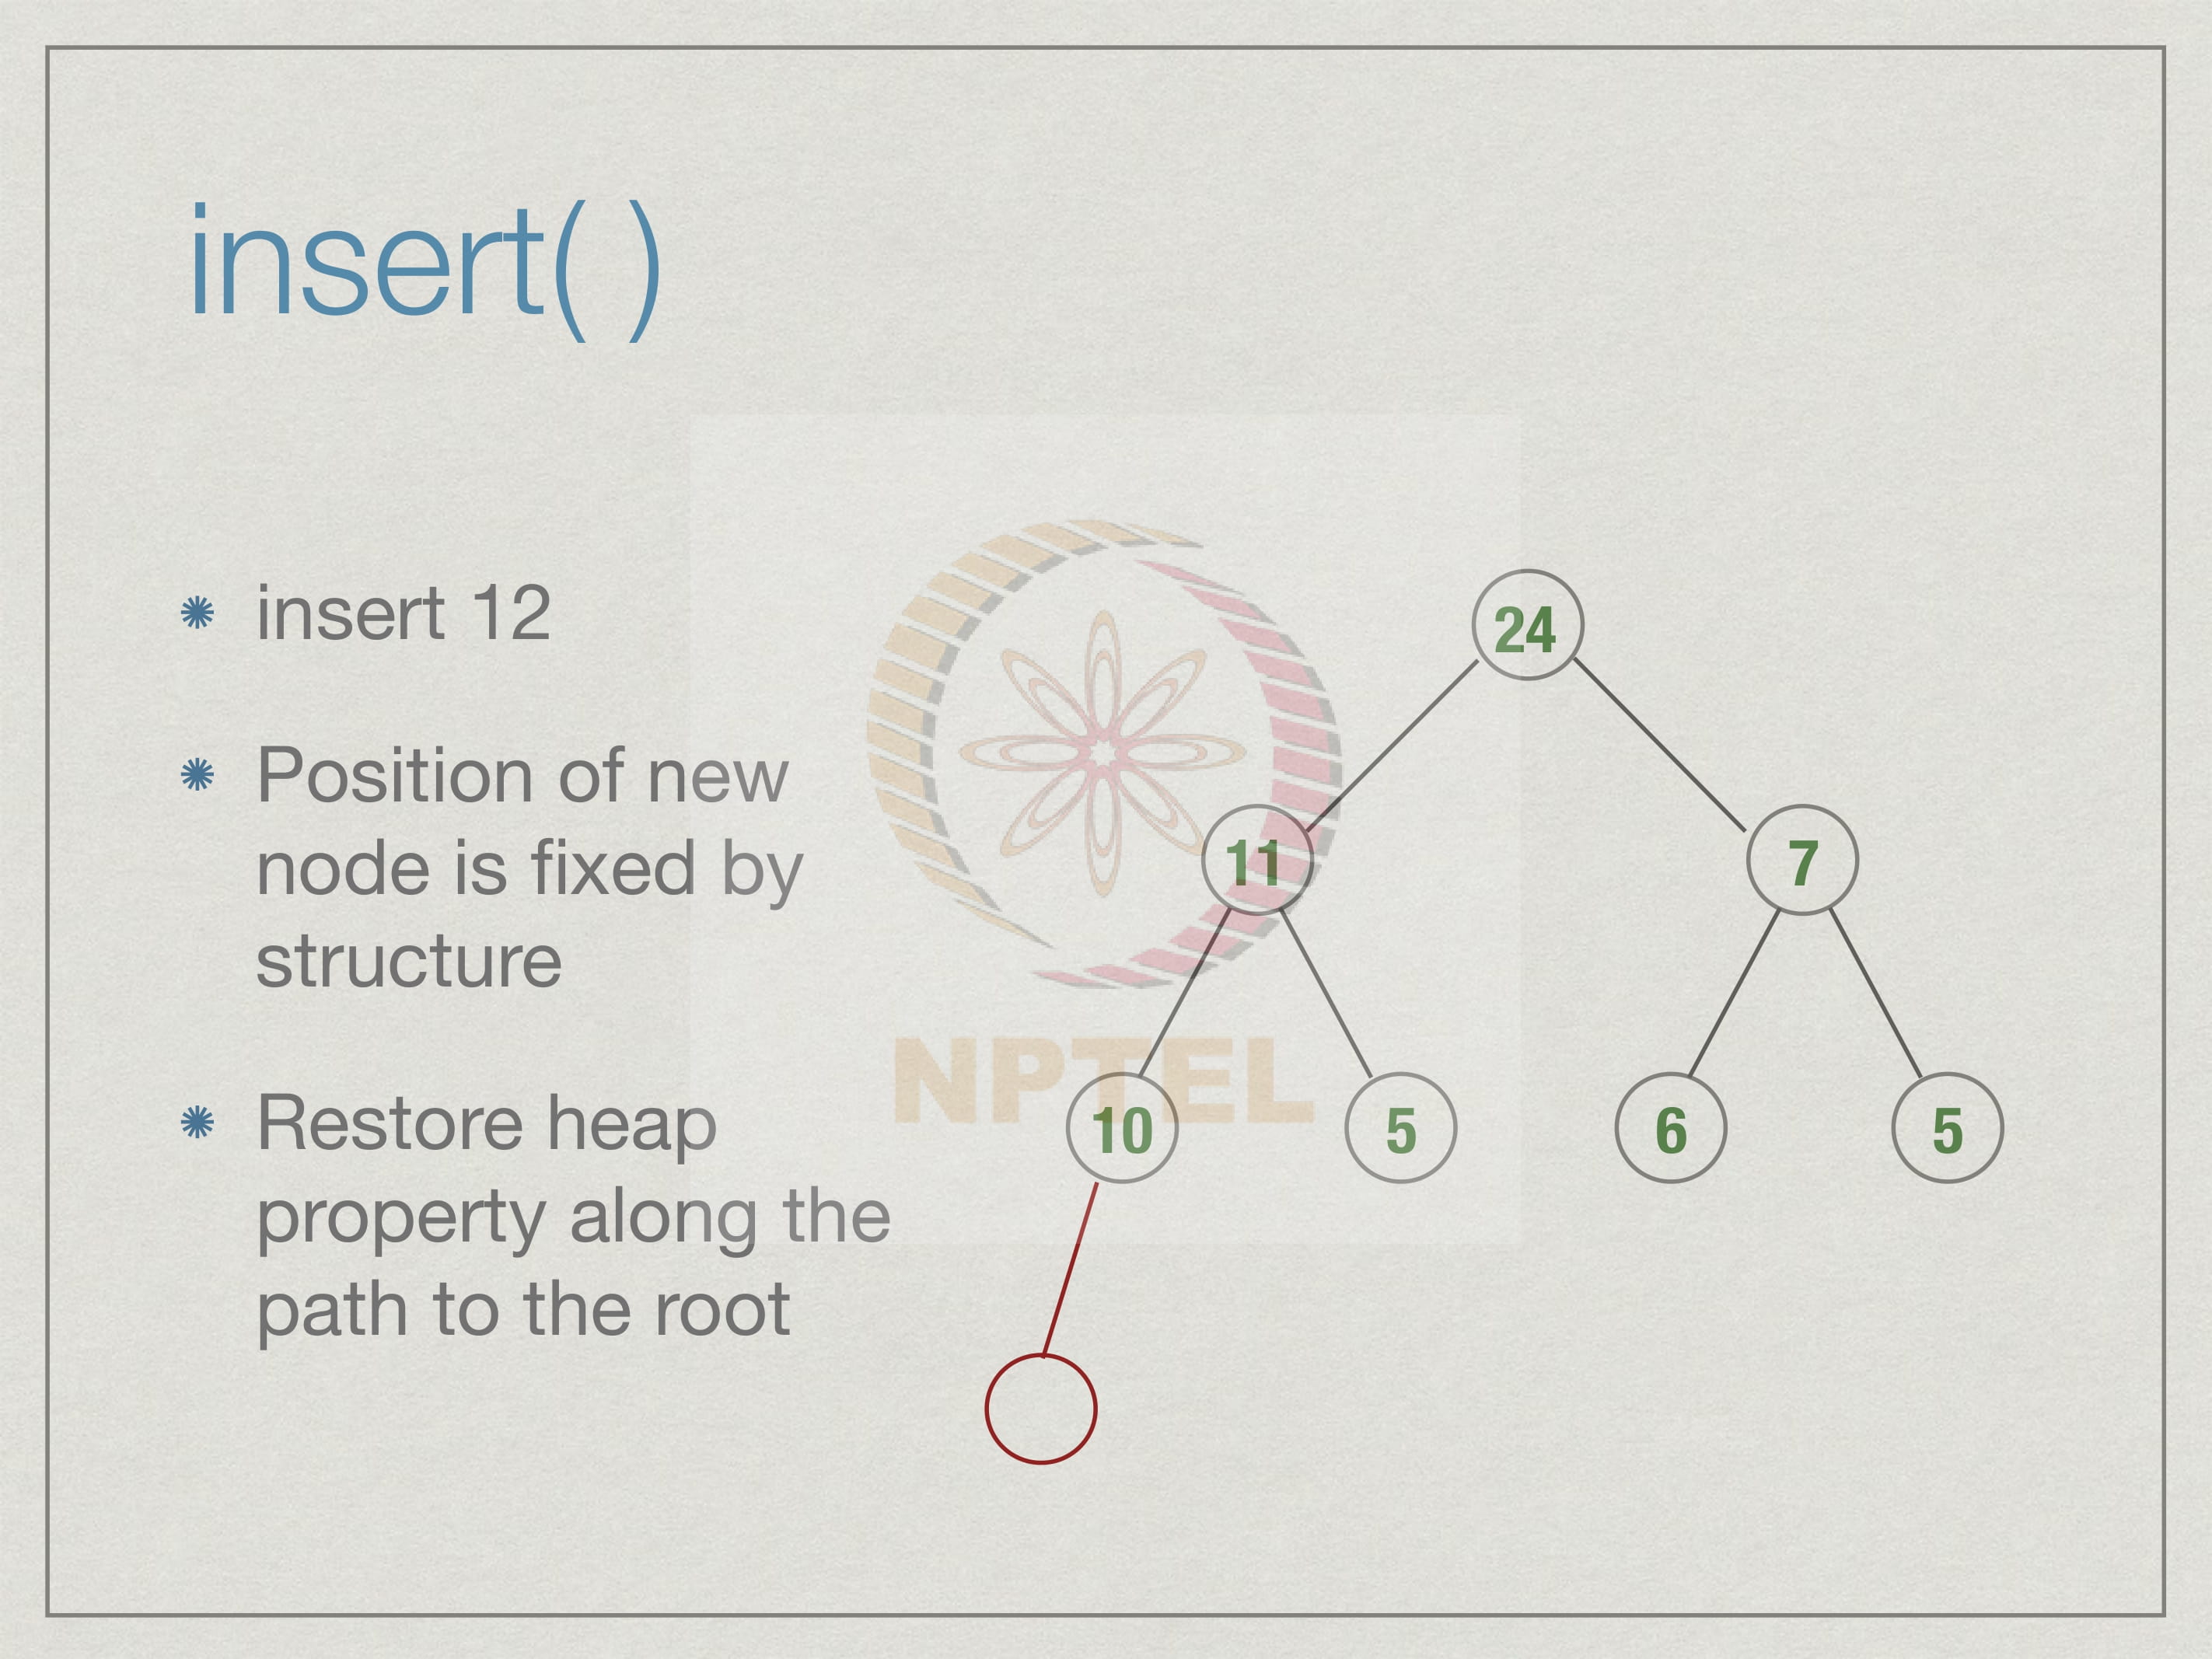 insert( )
insert 12
Position of new
node is fixed by
structure
Restore heap
property along the
path to the root
24
11
7
10
5
6
5
NPTEL